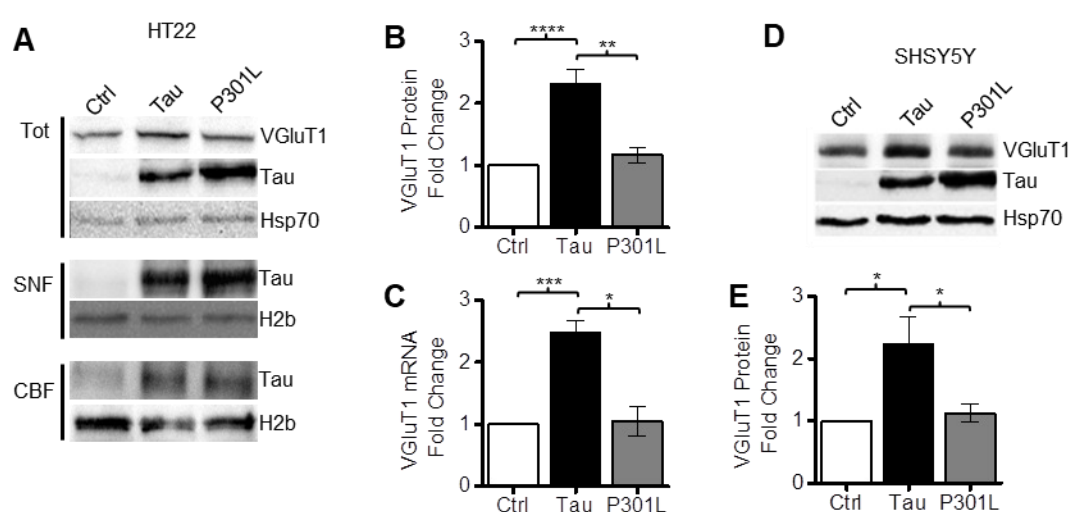 A
HT22
Ctrl Tau P301L
Tot
VGluT1
Tau
Hsp70
SNF
Tau
H2b
CBF
Tau
H2b
B
VGluT1 Protein
Fold Change
3
2
1
0
**** **
Ctrl Tau P301L
C
VGluT1 mRNA
Fold Change
3
2
1
0
*** *
Ctrl Tau P301L
D
SHSY5Y
Ctrl Tau P301L
VGluT1
Tau
Hsp70
E
VGluT1 Protein
Fold Change
3
2
1
0
* *
Ctrl Tau P301L